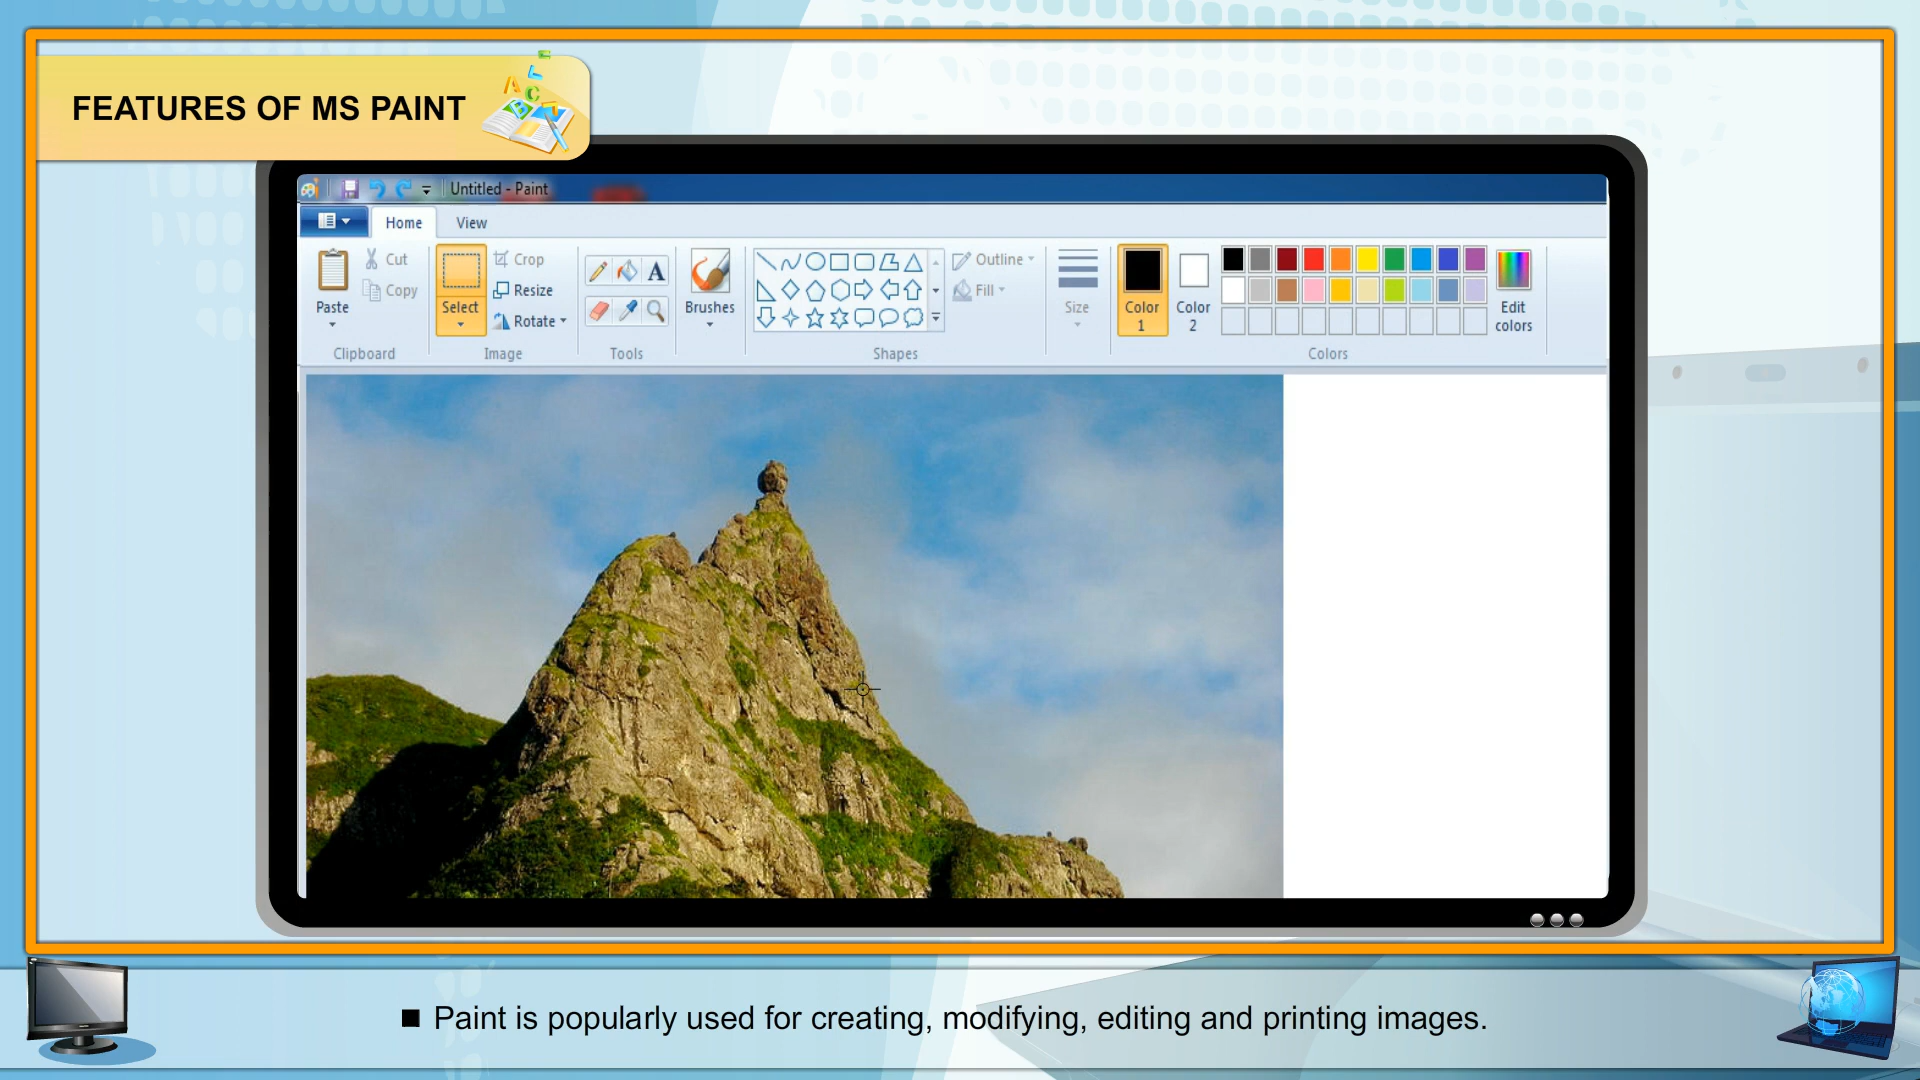 FEATURES OF MS PAINT
Untitled - Paint
Home View
Paste
Cut
Copy
Clipboard
Select
Crop
Resize
Rotate
Image
A
Tools
Brushes
Shapes
Outline
Fill
Size
Color 1
Color 2
Edit colors
Colors
■ Paint is popularly used for creating, modifying, editing and printing images.